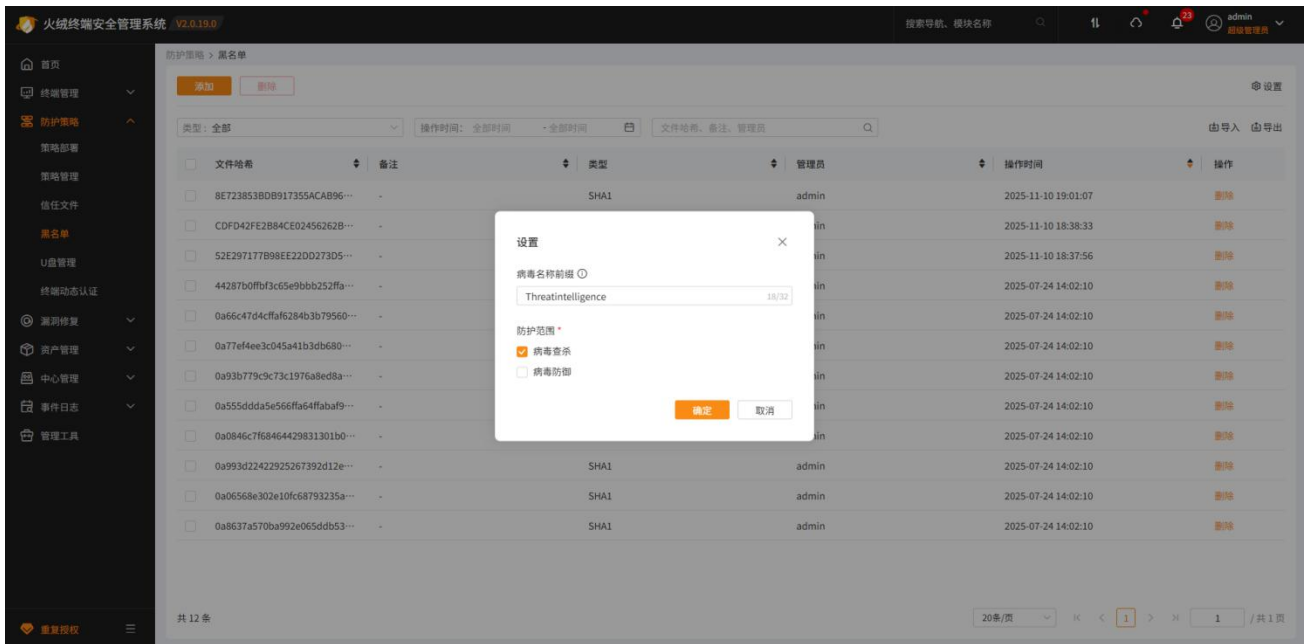 火绒终端安全管理系统 V2.0.19.0 搜索导航、模块名称 23 admin
超级管理员
防护策略 > 黑名单
首页
终端管理
防护策略
策略部署
策略管理
信任文件
黑名单
U盘管理
终端动态认证
漏洞修复
资产管理
中心管理
事件日志
管理工具
重复授权
添加 删除 设置
类型: 全部 操作时间: 全部时间 - 全部时间 文件哈希、备注、管理员 导入 导出
文件哈希 备注 类型 管理员 操作时间 操作
8E723853BDB917355ACAB96… - SHA1 admin 2025-11-10 19:01:07 删除
CDFD42FE2B84CE02456262B… - 2025-11-10 18:38:33 删除
52E297177B98EE22DD273D5… - 2025-11-10 18:37:56 删除
44287b0ffbf3c65e9bbb252ffa… - 2025-07-24 14:02:10 删除
0a66c47d4cffaf6284b3b79560… - 2025-07-24 14:02:10 删除
0a77ef4ee3c045a41b3db680… - 2025-07-24 14:02:10 删除
0a93b779c9c73c1976a8ed8a… - 2025-07-24 14:02:10 删除
0a555ddda5e566ffa64ffabaf9… - 2025-07-24 14:02:10 删除
0a0846c7f68464429831301b0… - 2025-07-24 14:02:10 删除
0a993d22422925267392d12e… - SHA1 admin 2025-07-24 14:02:10 删除
0a06568e302e10fc68793235a… - SHA1 admin 2025-07-24 14:02:10 删除
0a8637a570ba992e065ddb53… - SHA1 admin 2025-07-24 14:02:10 删除
设置
病毒名称前缀
Threatintelligence 18/32
防护范围 *
病毒查杀
病毒防御
确定 取消
共 12 条 20条/页 1 1 / 共 1 页